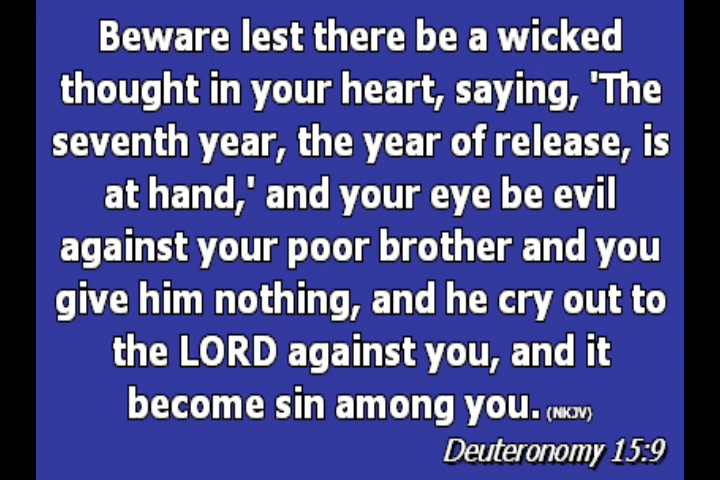 Beware lest there be a wicked
thought in your heart, saying, 'The
seventh year, the year of release, is
at hand,' and your eye be evil
against your poor brother and you
give him nothing, and he cry out to
the LORD against you, and it
become sin among you. (NKJV)
Deuteronomy 15:9